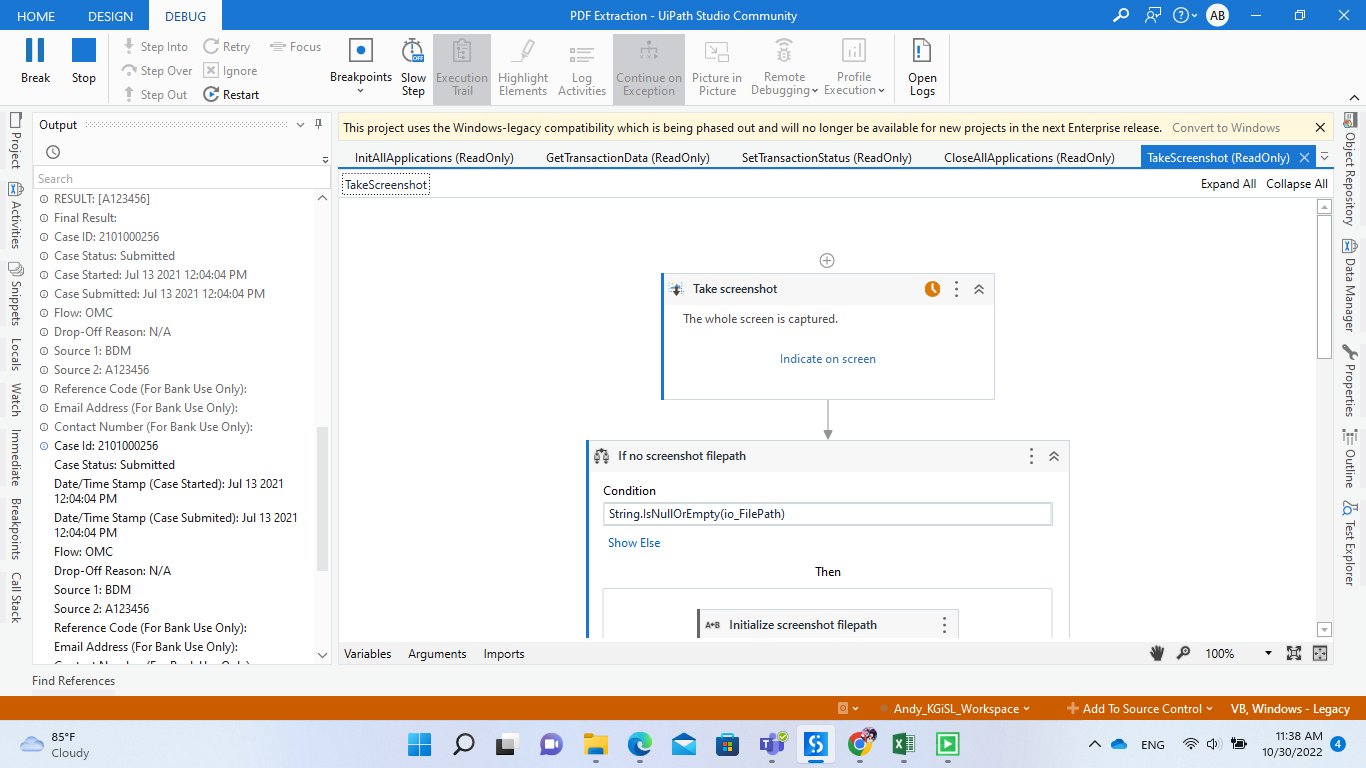 HOME DESIGN DEBUG PDF Extraction - UiPath Studio Community AB
Break Stop Step Into Step Over Step Out Retry Ignore Restart Focus Breakpoints Slow Step Execution Trail Highlight Elements Log Activities Continue on Exception Picture in Picture Remote Debugging Profile Execution Open Logs
Project
Activities
Snippets
Locals
Watch
Immediate
Breakpoints
Call Stack
Output
Search
RESULT: [A123456]
Final Result:
Case ID: 2101000256
Case Status: Submitted
Case Started: Jul 13 2021 12:04:04 PM
Case Submitted: Jul 13 2021 12:04:04 PM
Flow: OMC
Drop-Off Reason: N/A
Source 1: BDM
Source 2: A123456
Reference Code (For Bank Use Only):
Email Address (For Bank Use Only):
Contact Number (For Bank Use Only):
Case Id: 2101000256
Case Status: Submitted
Date/Time Stamp (Case Started): Jul 13 2021
12:04:04 PM
Date/Time Stamp (Case Submited): Jul 13 2021
12:04:04 PM
Flow: OMC
Drop-Off Reason: N/A
Source 1: BDM
Source 2: A123456
Reference Code (For Bank Use Only):
Email Address (For Bank Use Only):
Find References
This project uses the Windows-legacy compatibility which is being phased out and will no longer be available for new projects in the next Enterprise release. Convert to Windows
InitAllApplications (ReadOnly) GetTransactionData (ReadOnly) SetTransactionStatus (ReadOnly) CloseAllApplications (ReadOnly) TakeScreenshot (ReadOnly)
TakeScreenshot Expand All Collapse All
Take screenshot
The whole screen is captured.
Indicate on screen
If no screenshot filepath
Condition
String.IsNullOrEmpty(io_FilePath)
Show Else
Then
A+B Initialize screenshot filepath
Variables Arguments Imports 100%
Object Repository
Data Manager
Properties
Outline
Test Explorer
Andy_KGiSL_Workspace Add To Source Control VB, Windows - Legacy
85°F
Cloudy
ENG
11:38 AM
10/30/2022
4